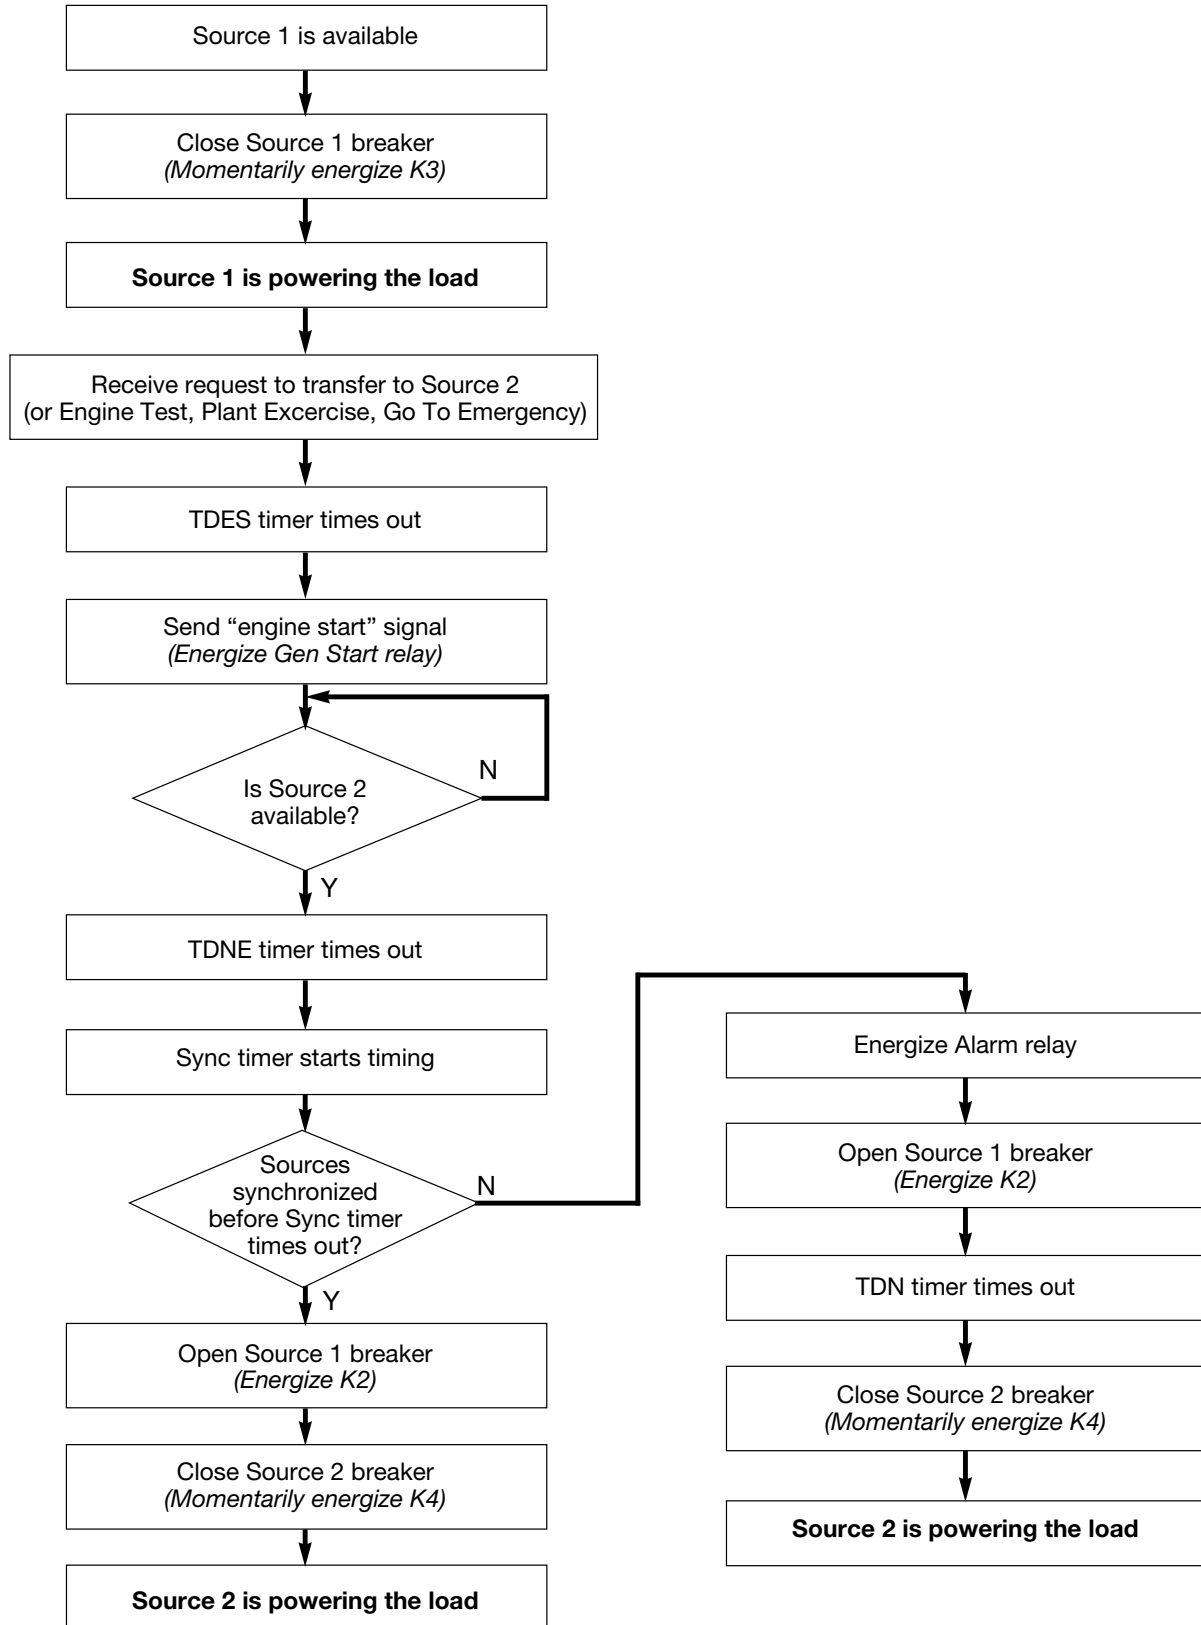 Source 1 is available
Close Source 1 breaker
(Momentarily energize K3)
Source 1 is powering the load
Receive request to transfer to Source 2
(or Engine Test, Plant Excercise, Go To Emergency)
TDES timer times out
Send “engine start” signal
(Energize Gen Start relay)
Is Source 2
available?
N
Y
TDNE timer times out
Sync timer starts timing
Sources
synchronized
before Sync timer
times out?
N
Y
Open Source 1 breaker
(Energize K2)
Close Source 2 breaker
(Momentarily energize K4)
Source 2 is powering the load
Energize Alarm relay
Open Source 1 breaker
(Energize K2)
TDN timer times out
Close Source 2 breaker
(Momentarily energize K4)
Source 2 is powering the load